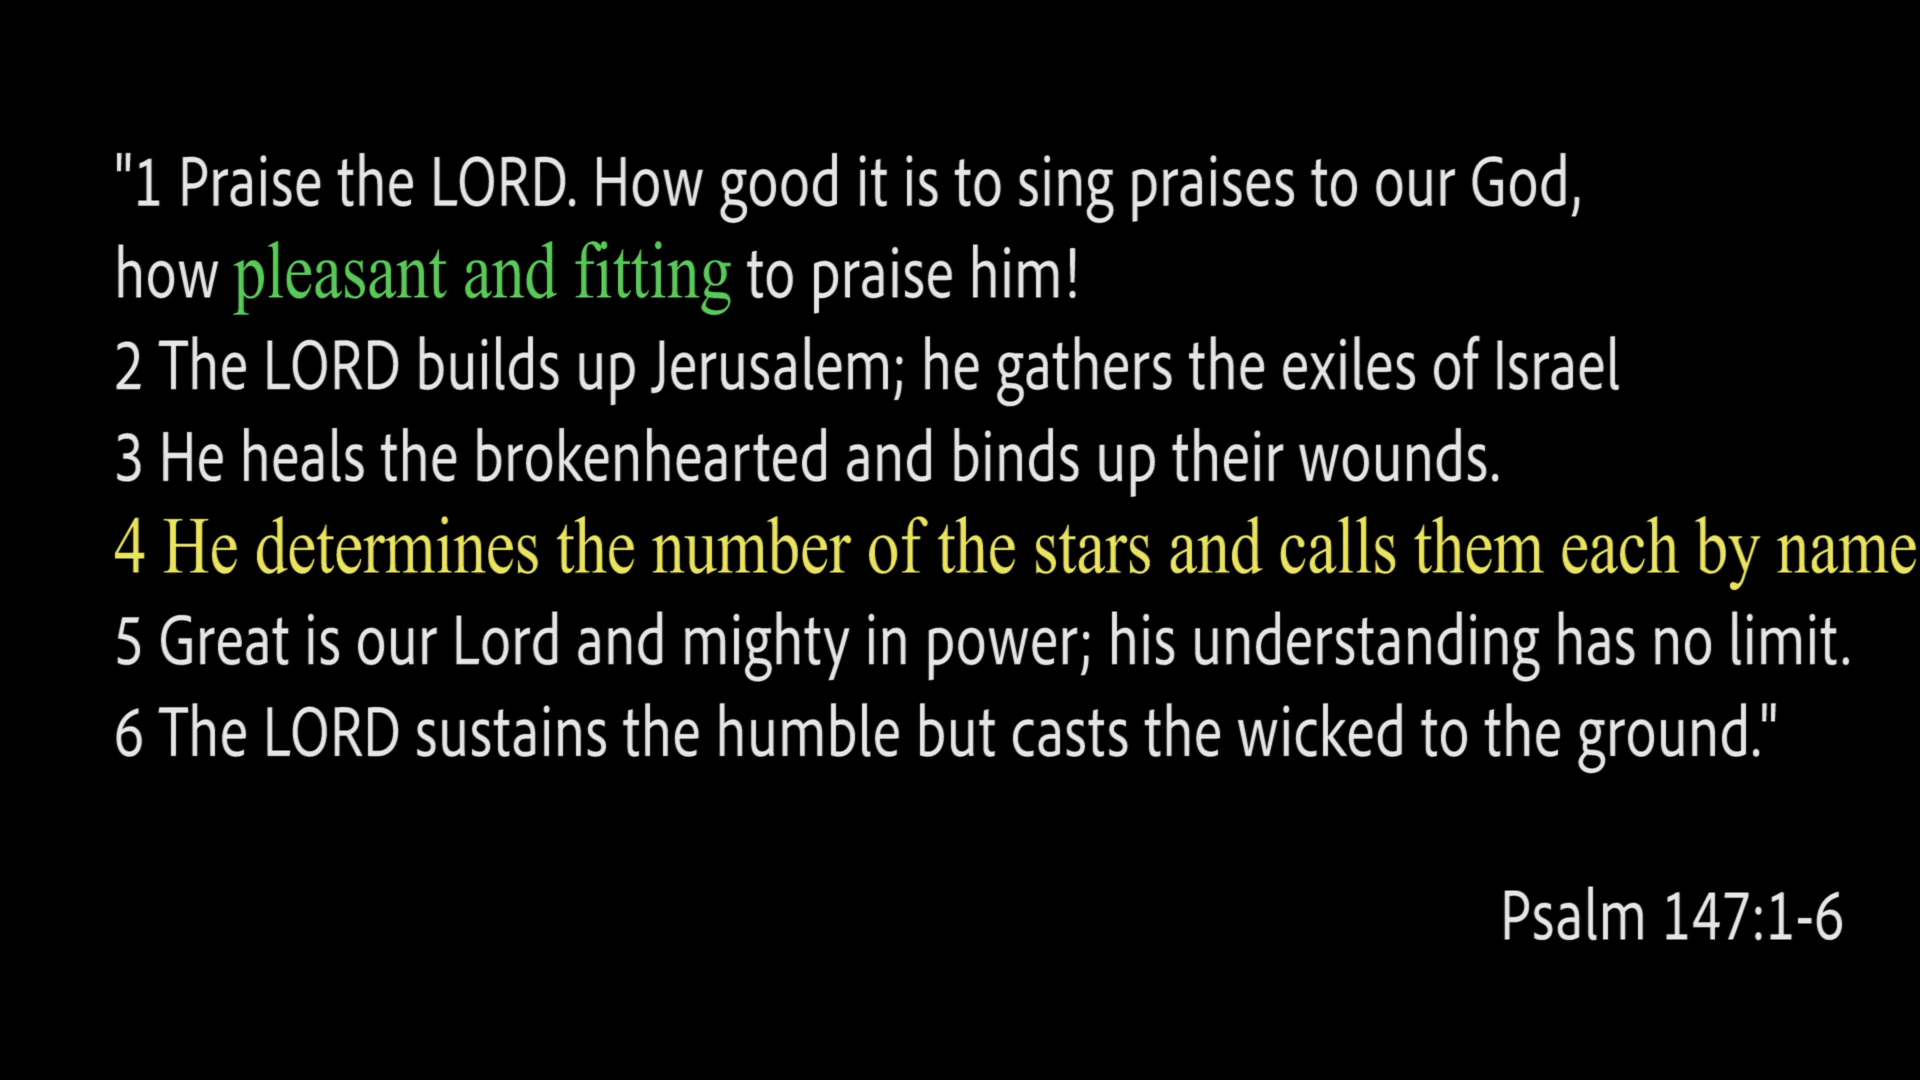 "1 Praise the LORD. How good it is to sing praises to our God,
how pleasant and fitting to praise him!
2 The LORD builds up Jerusalem; he gathers the exiles of Israel
3 He heals the brokenhearted and binds up their wounds.
4 He determines the number of the stars and calls them each by name
5 Great is our Lord and mighty in power; his understanding has no limit.
6 The LORD sustains the humble but casts the wicked to the ground."
Psalm 147:1-6